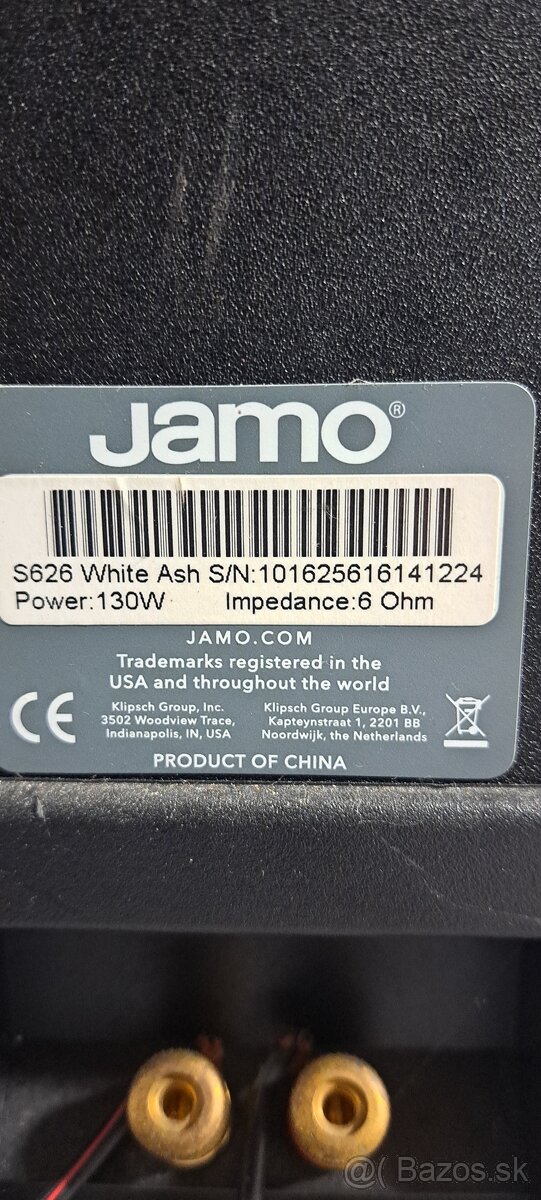 Jamo®
S626 White Ash S/N:101625616141224
Power:130W Impedance:6 Ohm
JAMO.COM
Trademarks registered in the
USA and throughout the world
Klipsch Group, Inc.
3502 Woodview Trace,
Indianapolis, IN, USA
Klipsch Group Europe B.V.,
Kapteynstraat 1, 2201 BB
Noordwijk, the Netherlands
CE
PRODUCT OF CHINA
@ Bazos.sk